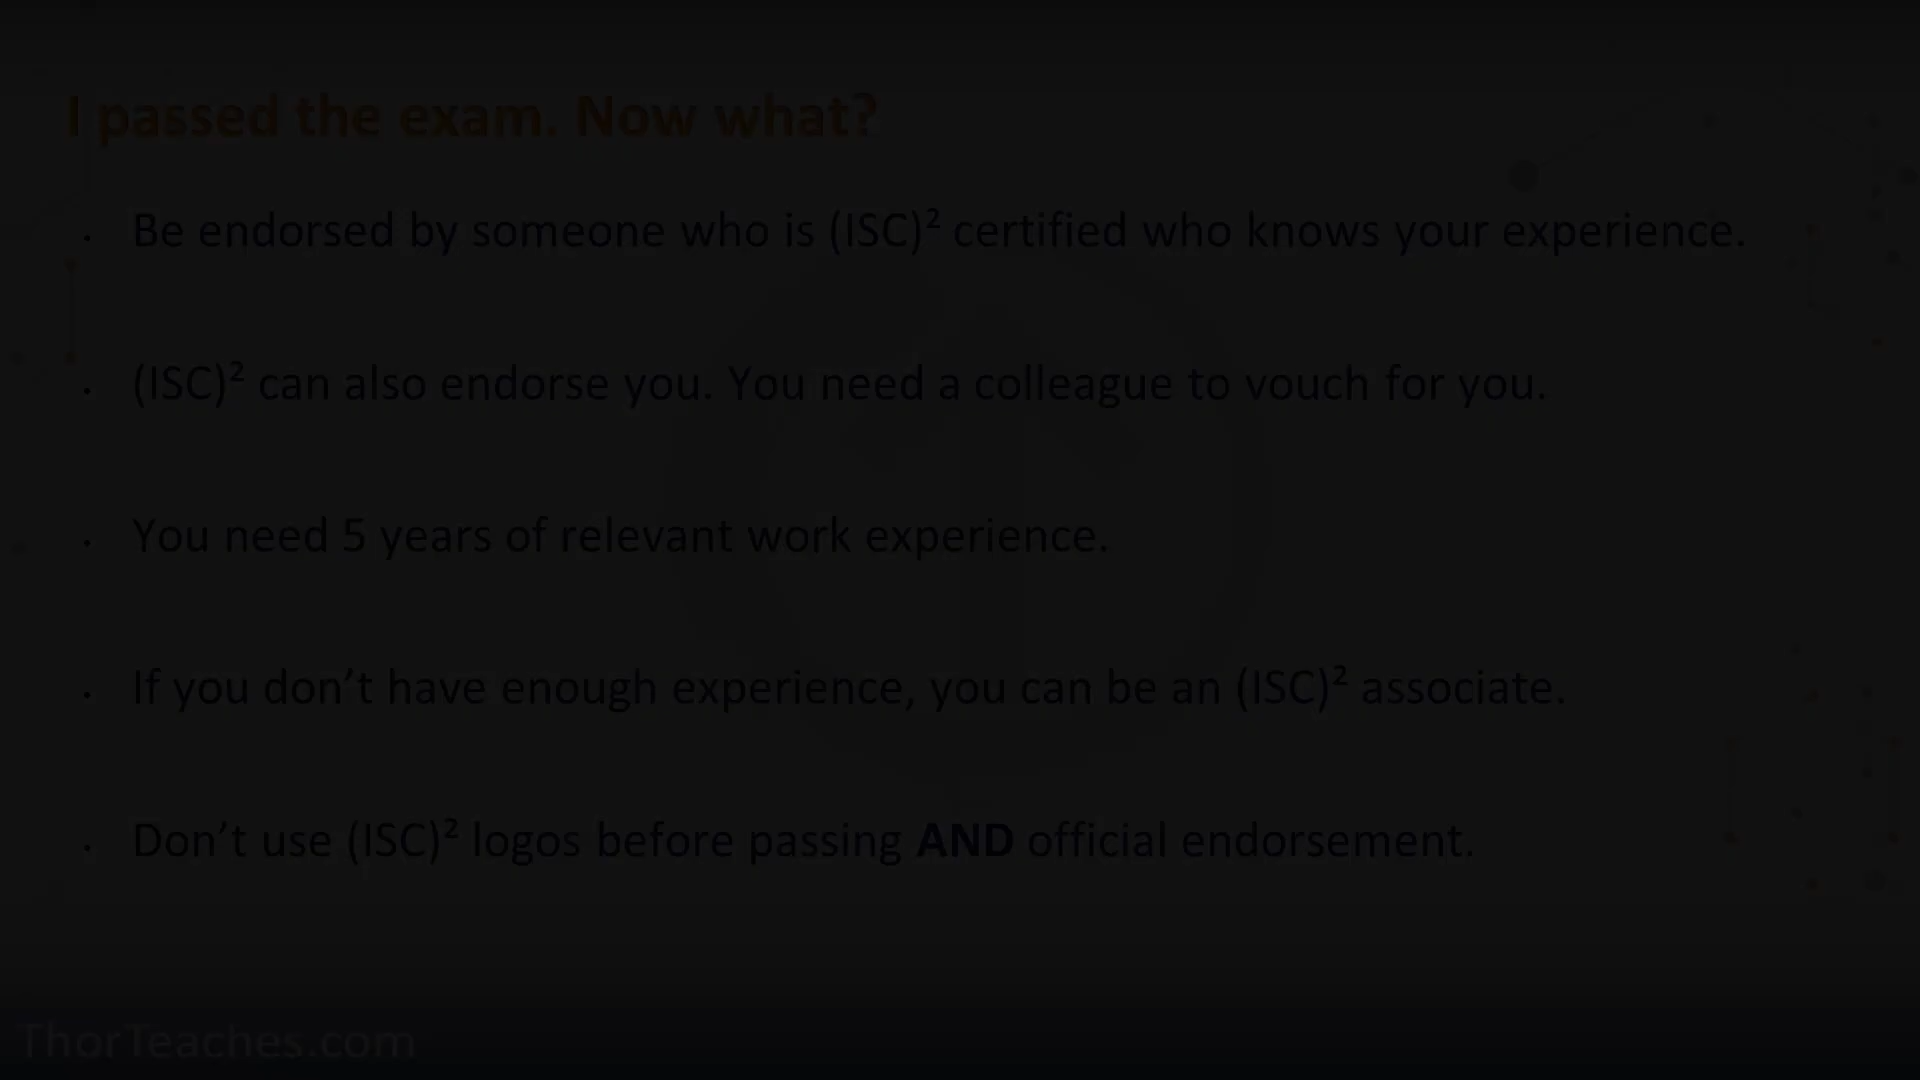 I passed the exam. Now what?
• Be endorsed by someone who is (ISC)² certified who knows your experience.
• (ISC)² can also endorse you. You need a colleague to vouch for you.
• You need 5 years of relevant work experience.
• If you don’t have enough experience, you can be an (ISC)² associate.
• Don’t use (ISC)² logos before passing AND official endorsement.
ThorTeaches.com